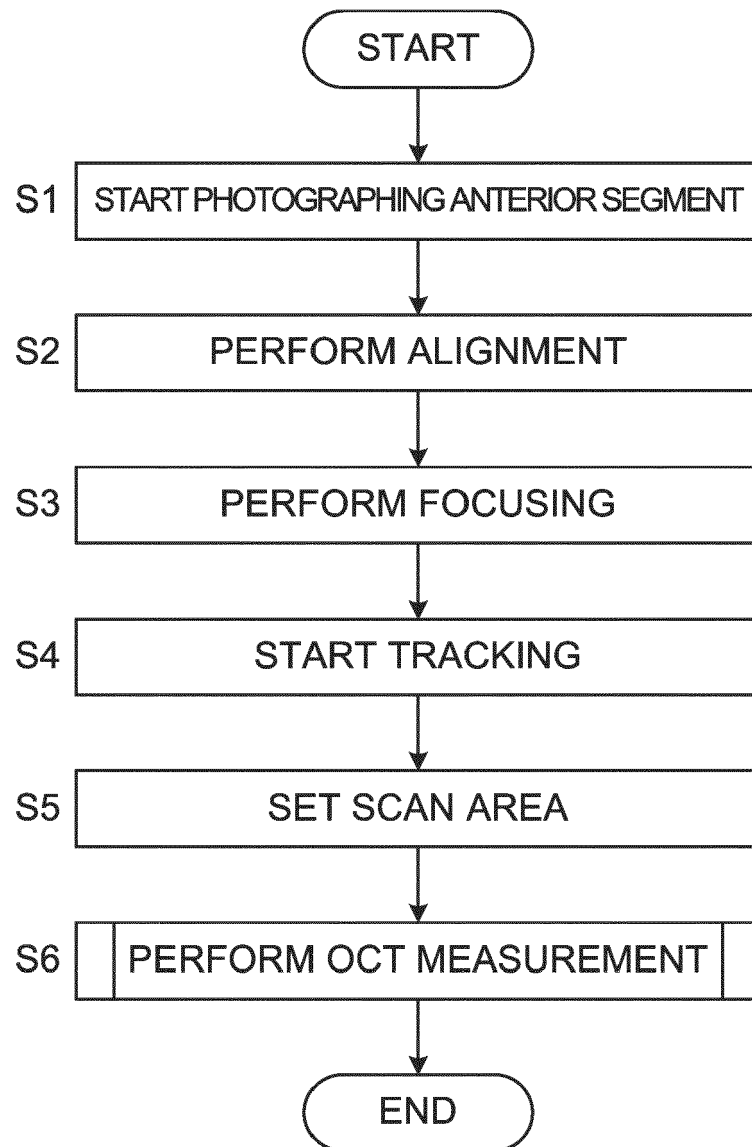 START
S1 START PHOTOGRAPHING ANTERIOR SEGMENT
S2 PERFORM ALIGNMENT
S3 PERFORM FOCUSING
S4 START TRACKING
S5 SET SCAN AREA
S6 PERFORM OCT MEASUREMENT
END